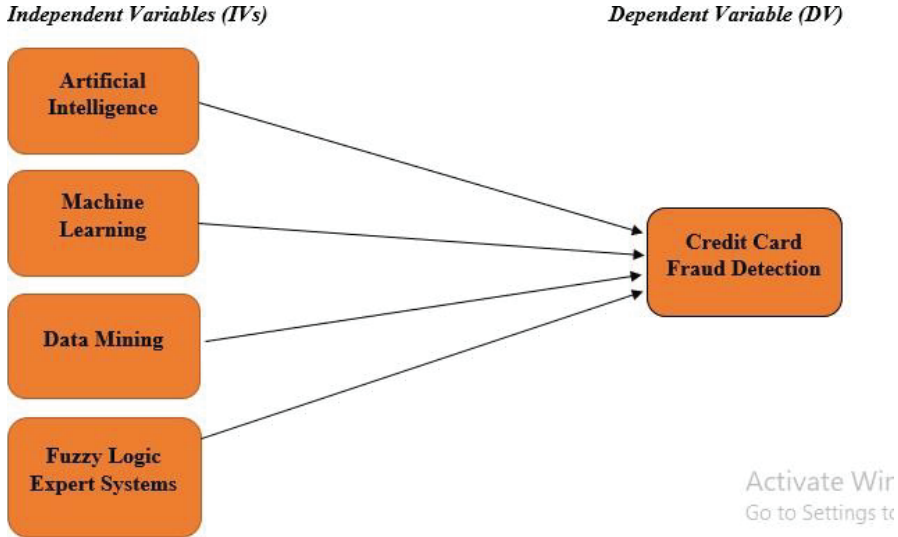 Independent Variables (IVs)
Dependent Variable (DV)
Artificial
Intelligence
Machine
Learning
Data Mining
Fuzzy Logic
Expert Systems
Credit Card
Fraud Detection
Activate Wir
Go to Settings to